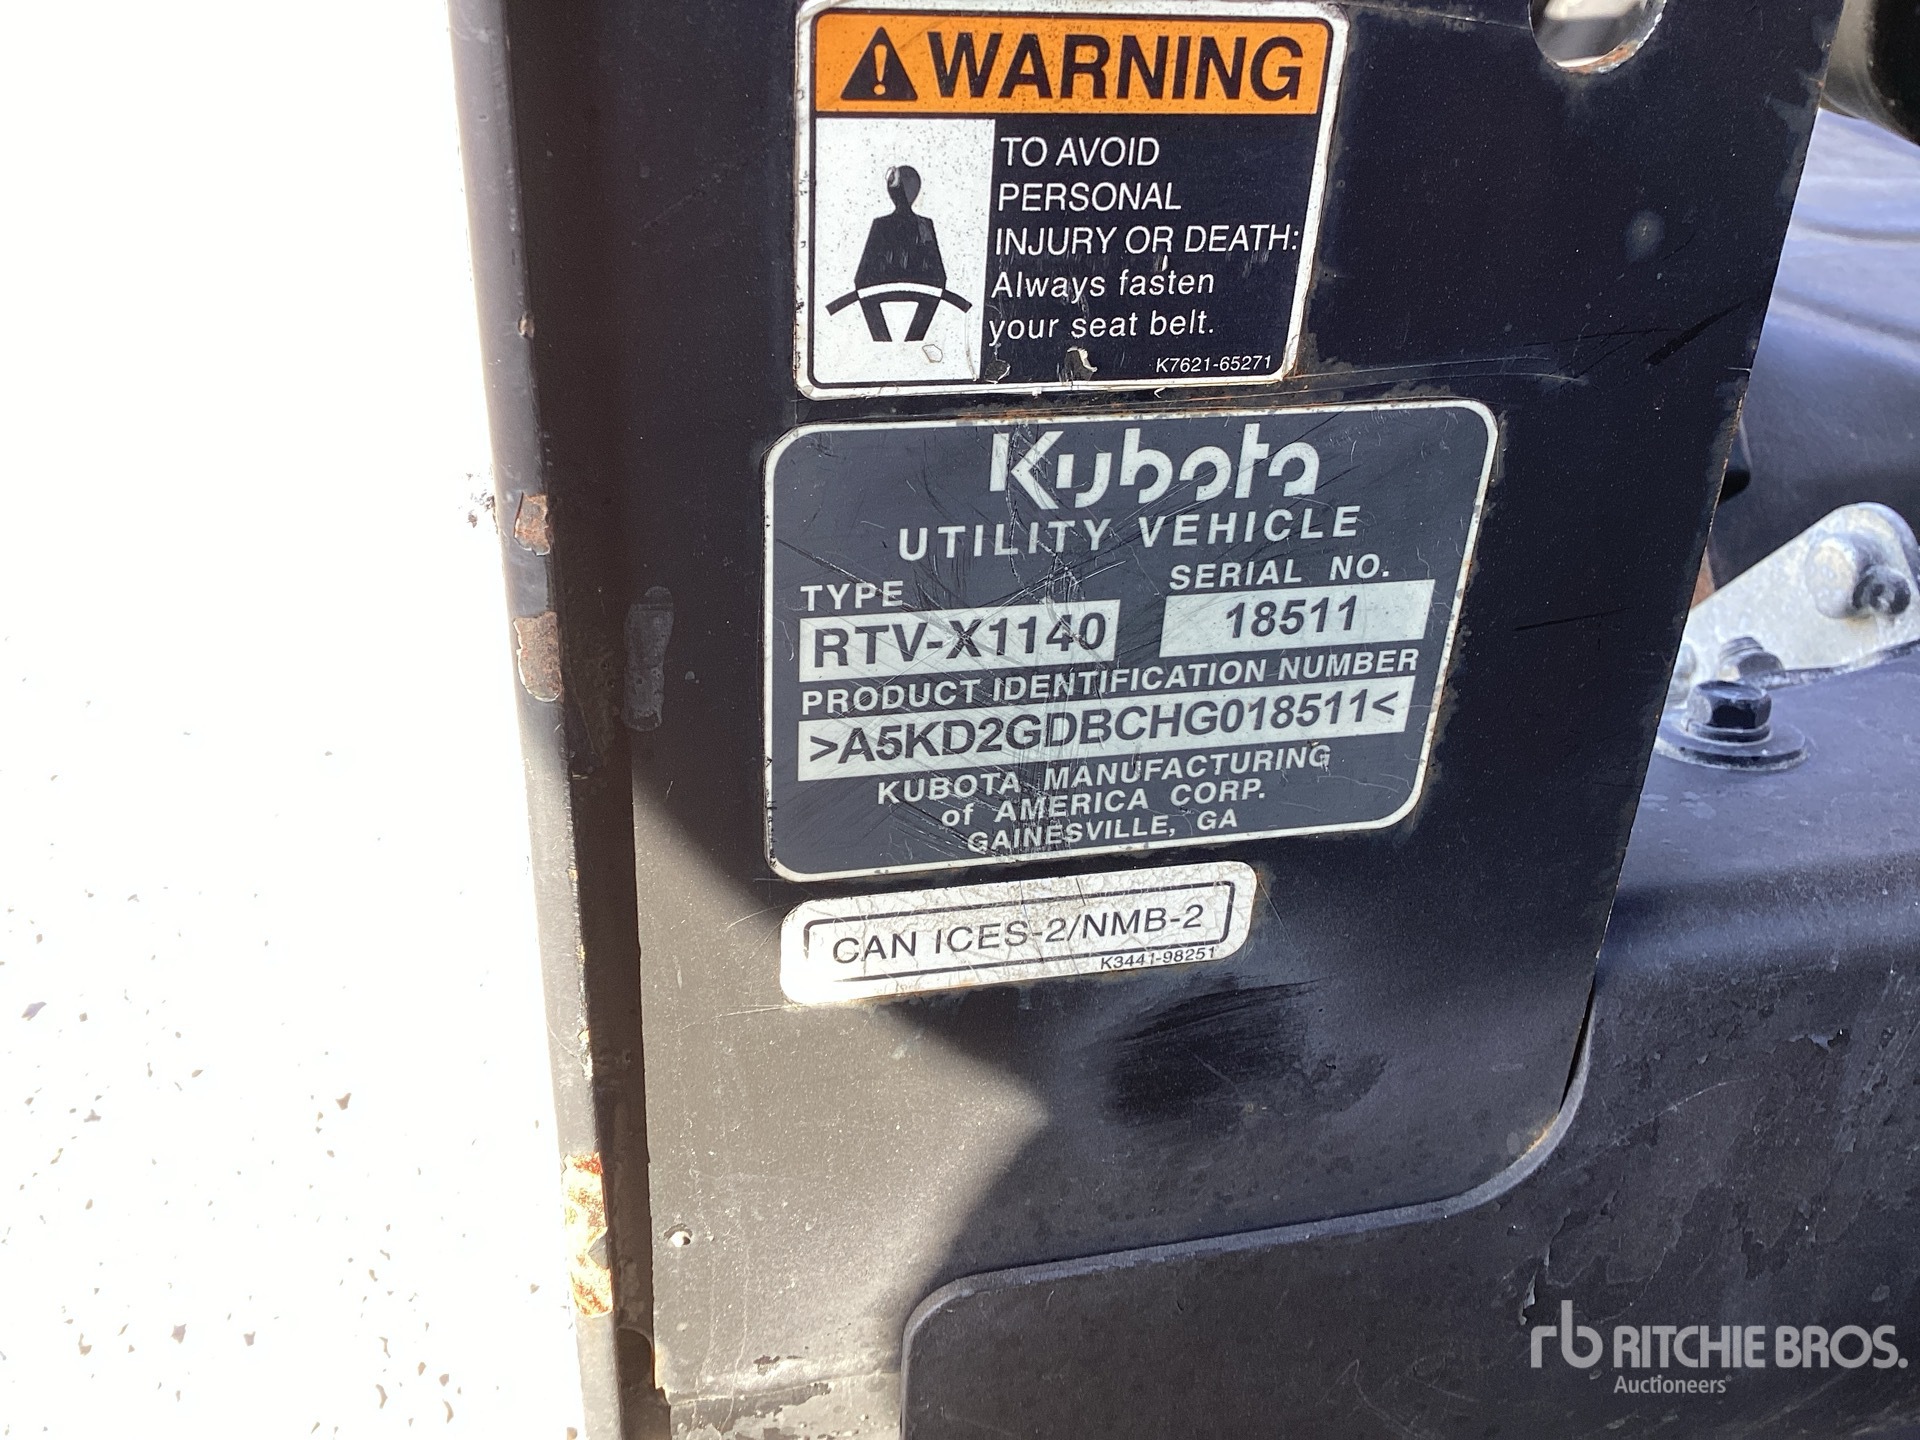 WARNING
TO AVOID
PERSONAL
INJURY OR DEATH:
Always fasten
your seat belt.
K7621-65271
Kubota
UTILITY VEHICLE
TYPE
SERIAL NO.
RTV-X1140
18511
PRODUCT IDENTIFICATION NUMBER
>A5KD2GDBCHG018511<
KUBOTA MANUFACTURING
of AMERICA CORP.
GAINESVILLE, GA
CAN ICES-2/NMB-2
K3441-98251
rb RITCHIE BROS.
Auctioneers